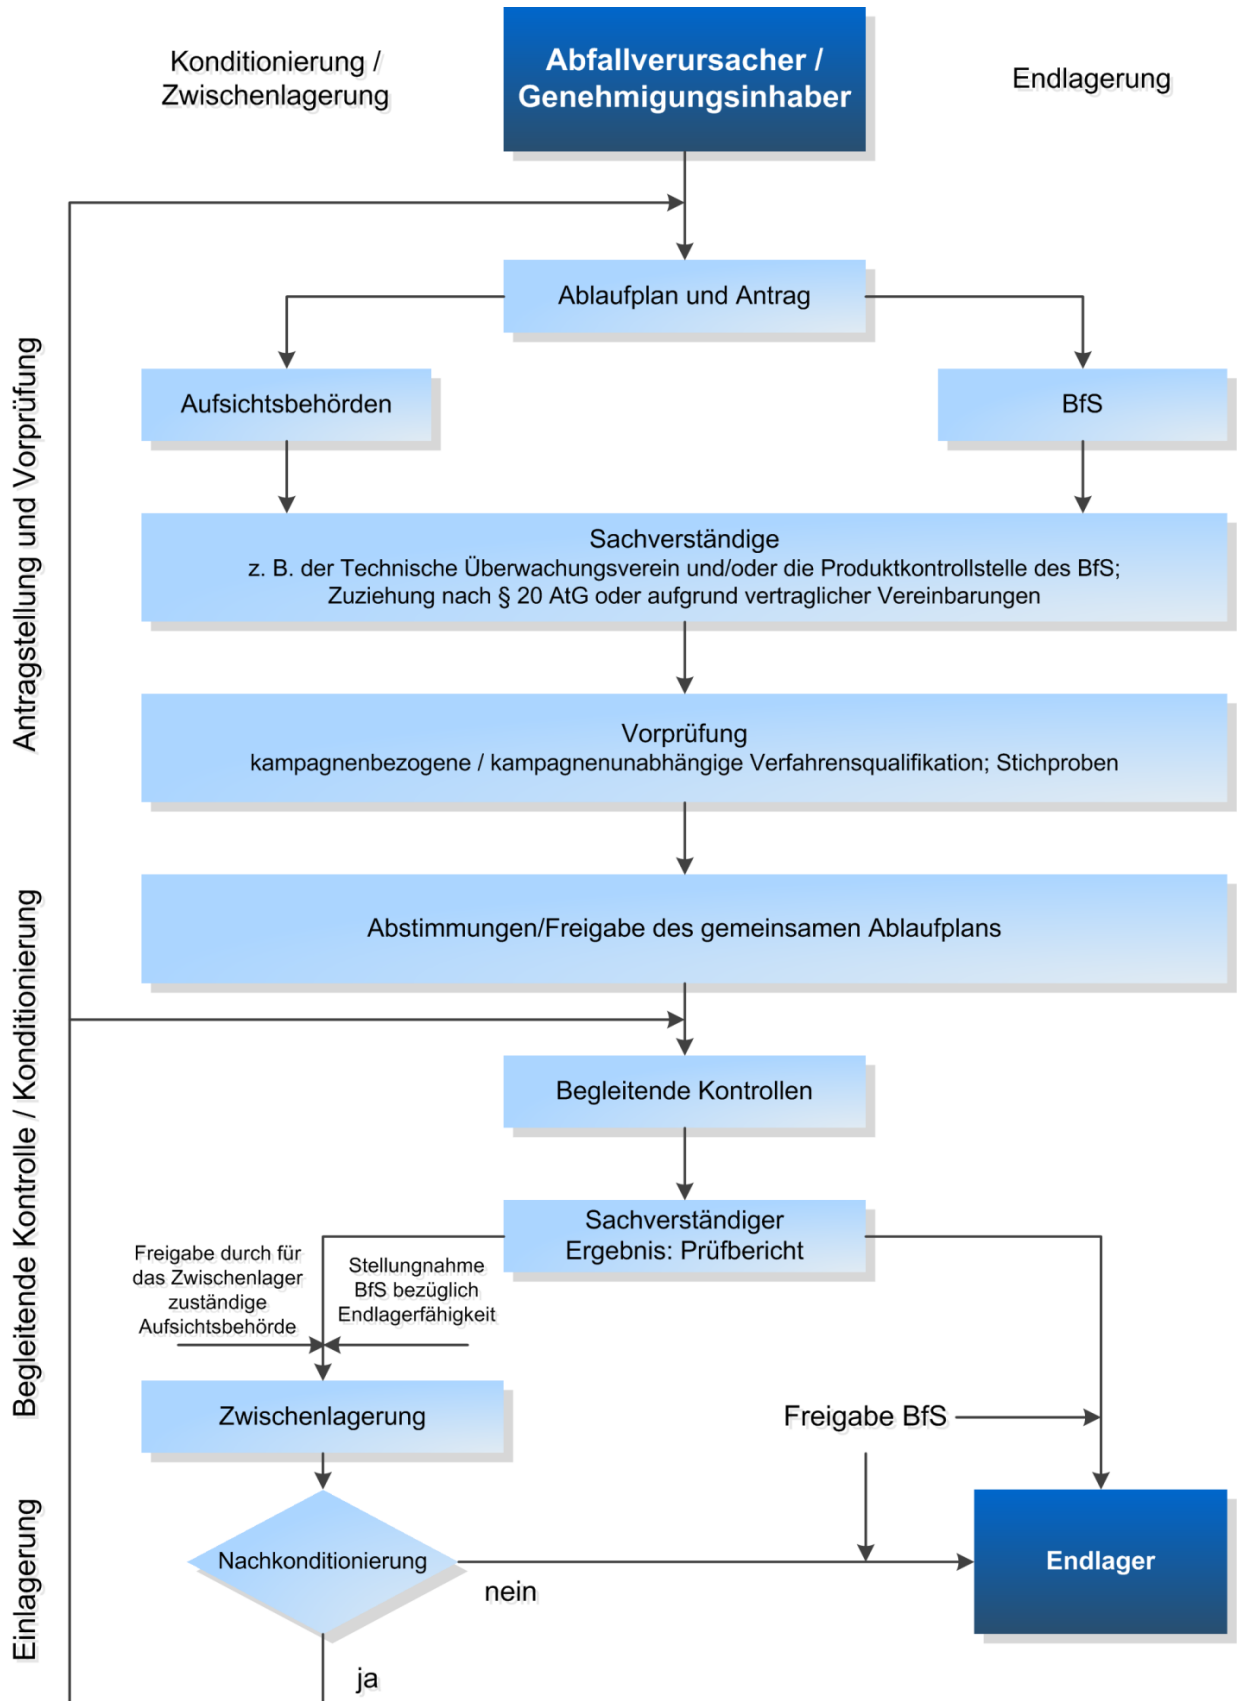 Konditionierung /
Zwischenlagerung
Abfallverursacher /
Genehmigungsinhaber
Endlagerung
Ablaufplan und Antrag
Antragstellung und Vorprüfung
Aufsichtsbehörden
BfS
Sachverständige
z. B. der Technische Überwachungsverein und/oder die Produktkontrollstelle des BfS;
Zuziehung nach § 20 AtG oder aufgrund vertraglicher Vereinbarungen
Vorprüfung
kampagnenbezogene / kampagnenunabhängige Verfahrensqualifikation; Stichproben
Abstimmungen/Freigabe des gemeinsamen Ablaufplans
Begleitende Kontrolle / Konditionierung
Begleitende Kontrollen
Sachverständiger
Ergebnis: Prüfbericht
Freigabe durch für
das Zwischenlager
zuständige
Aufsichtsbehörde
Stellungnahme
BfS bezüglich
Endlagerfähigkeit
Zwischenlagerung
Freigabe BfS
Einlagerung
Nachkonditionierung
nein
Endlager
ja